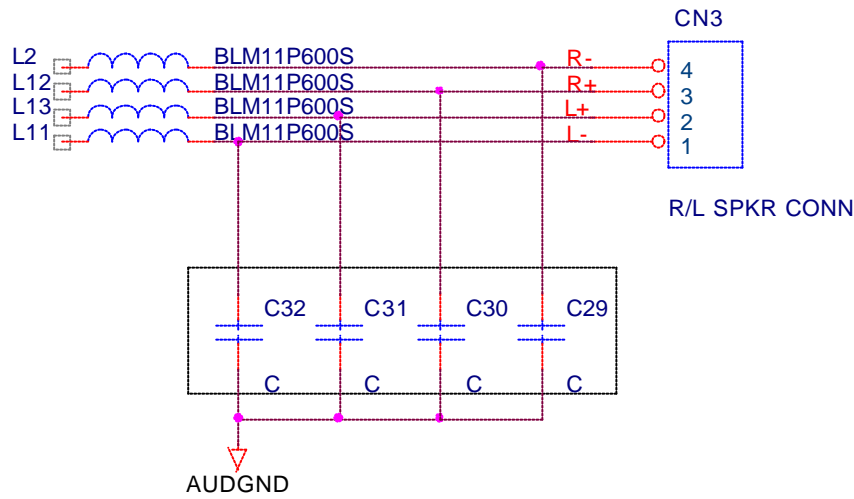 CN3
L2 BLM11P600S R- 4
L12 BLM11P600S R+ 3
L13 BLM11P600S L+ 2
L11 BLM11P600S L- 1
R/L SPKR CONN
C32 C31 C30 C29
C C C C
AUDGND